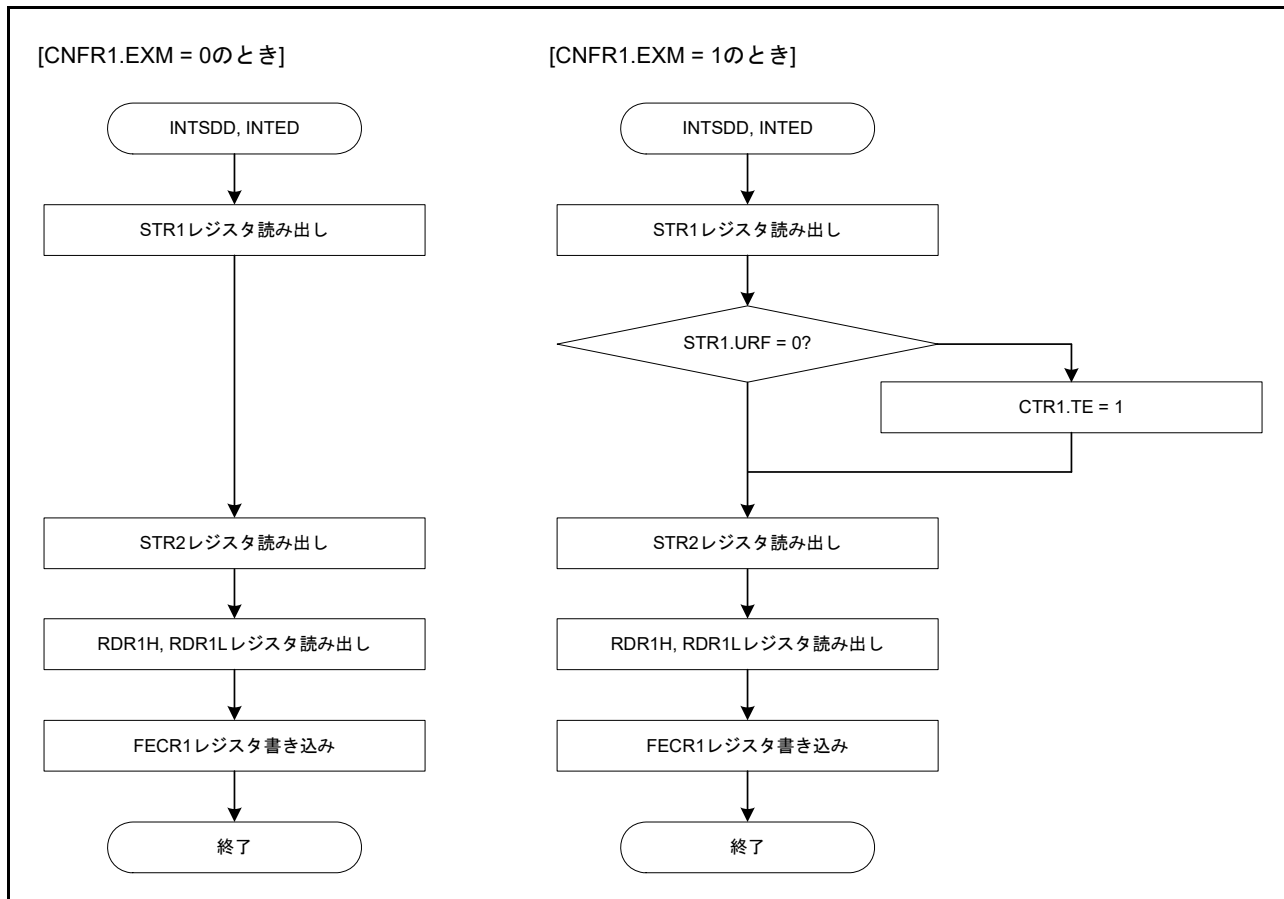 [CNFR1.EXM = 0のとき]
INTSDD, INTED
STR1レジスタ読み出し
STR2レジスタ読み出し
RDR1H, RDR1Lレジスタ読み出し
FECR1レジスタ書き込み
終了
[CNFR1.EXM = 1のとき]
INTSDD, INTED
STR1レジスタ読み出し
STR1.URF = 0?
CTR1.TE = 1
STR2レジスタ読み出し
RDR1H, RDR1Lレジスタ読み出し
FECR1レジスタ書き込み
終了